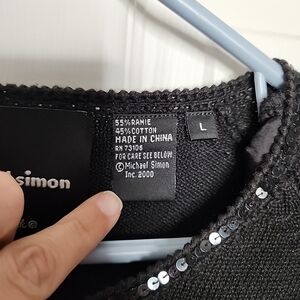 simon
55%RAMIE
45%COTTON
MADE IN CHINA
RN 73106
FOR CARE SEE BELOW
©Michael Simon
Inc. 2000
L